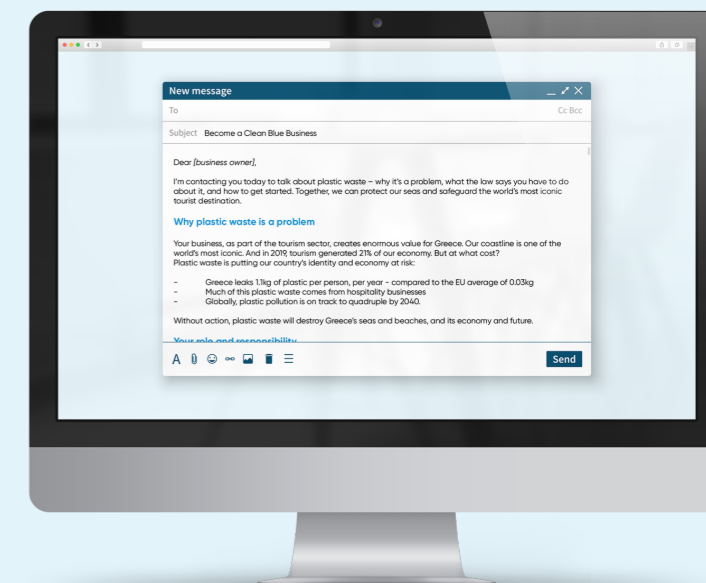 New message
To
Cc Bcc
Subject Become a Clean Blue Business
Dear [business owner],
I'm contacting you today to talk about plastic waste – why it's a problem, what the law says you have to do
about it, and how to get started. Together, we can protect our seas and safeguard the world's most iconic
tourist destination.
Why plastic waste is a problem
Your business, as part of the tourism sector, creates enormous value for Greece. Our coastline is one of the
world's most iconic. And in 2019, tourism generated 21% of our economy. But at what cost?
Plastic waste is putting our country's identity and economy at risk:
- Greece leaks 1.1kg of plastic per person, per year - compared to the EU average of 0.03kg
- Much of this plastic waste comes from hospitality businesses
- Globally, plastic pollution is on track to quadruple by 2040.
Without action, plastic waste will destroy Greece's seas and beaches, and its economy and future.
Your role and responsibility
A
Send